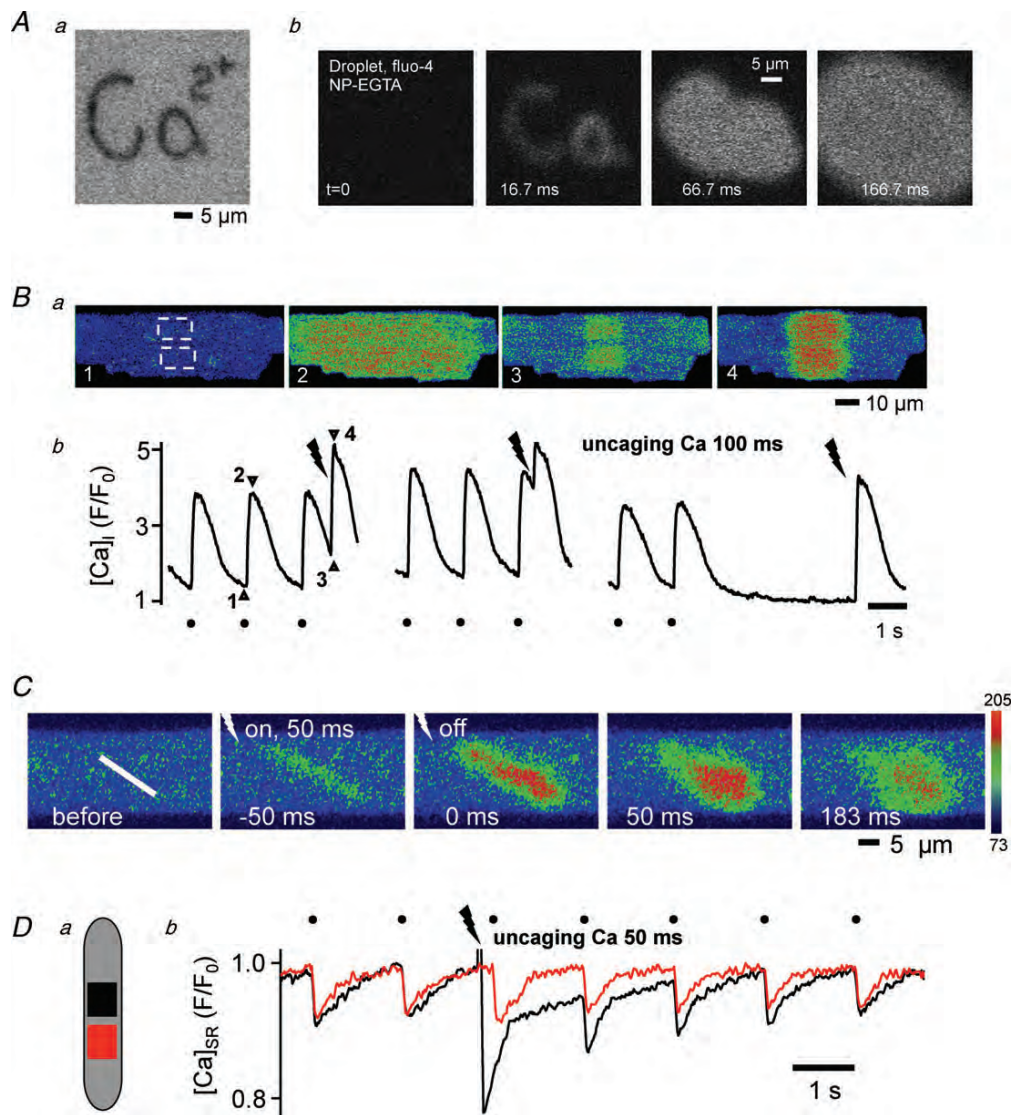 A
a
Ca2+
5 µm
b
Droplet, fluo-4
NP-EGTA
t=0
16.7 ms
5 µm
66.7 ms
166.7 ms
B
a
1
2
3
4
10 µm
b
[Ca]i (F/F0)
5
3
1
1
2
3
4
uncaging Ca 100 ms
1 s
C
before
on, 50 ms
-50 ms
off
0 ms
50 ms
183 ms
205
73
5 µm
D
a
b
uncaging Ca 50 ms
[Ca]SR (F/F0)
1.0
0.8
1 s